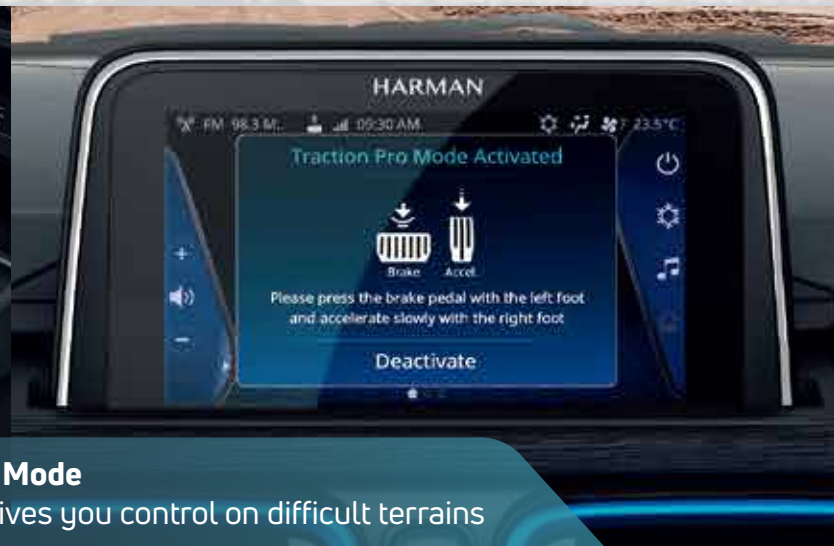 HARMAN
FM 98.3 M.. 09:30 AM 7 23.5°C
Traction Pro Mode Activated
Brake Accel.
Please press the brake pedal with the left foot
and accelerate slowly with the right foot
Deactivate
Mode
ives you control on difficult terrains